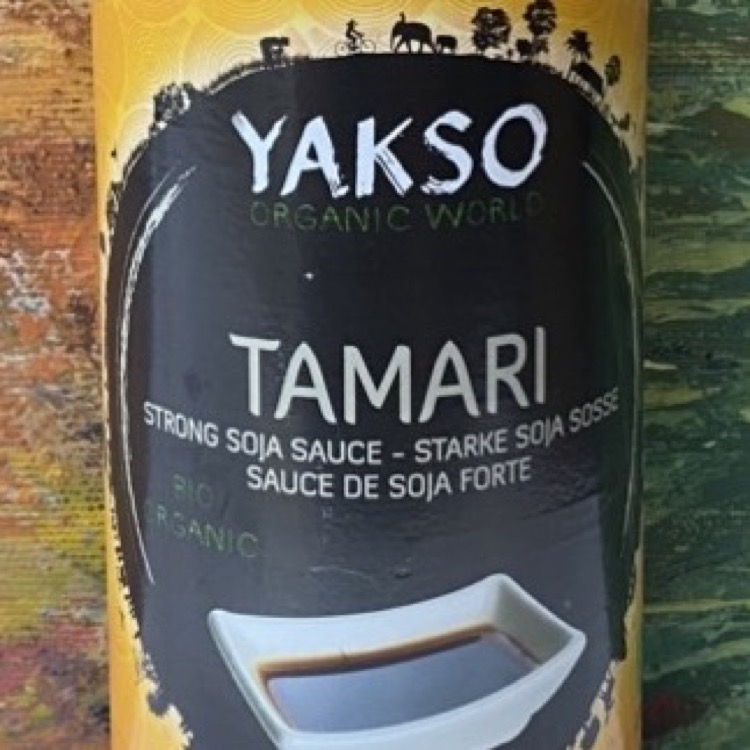 YAKSO
ORGANIC WORLD
TAMARI
STRONG SOJA SAUCE - STARKE SOJA SOSSE
SAUCE DE SOJA FORTE
BIO
ORGANIC